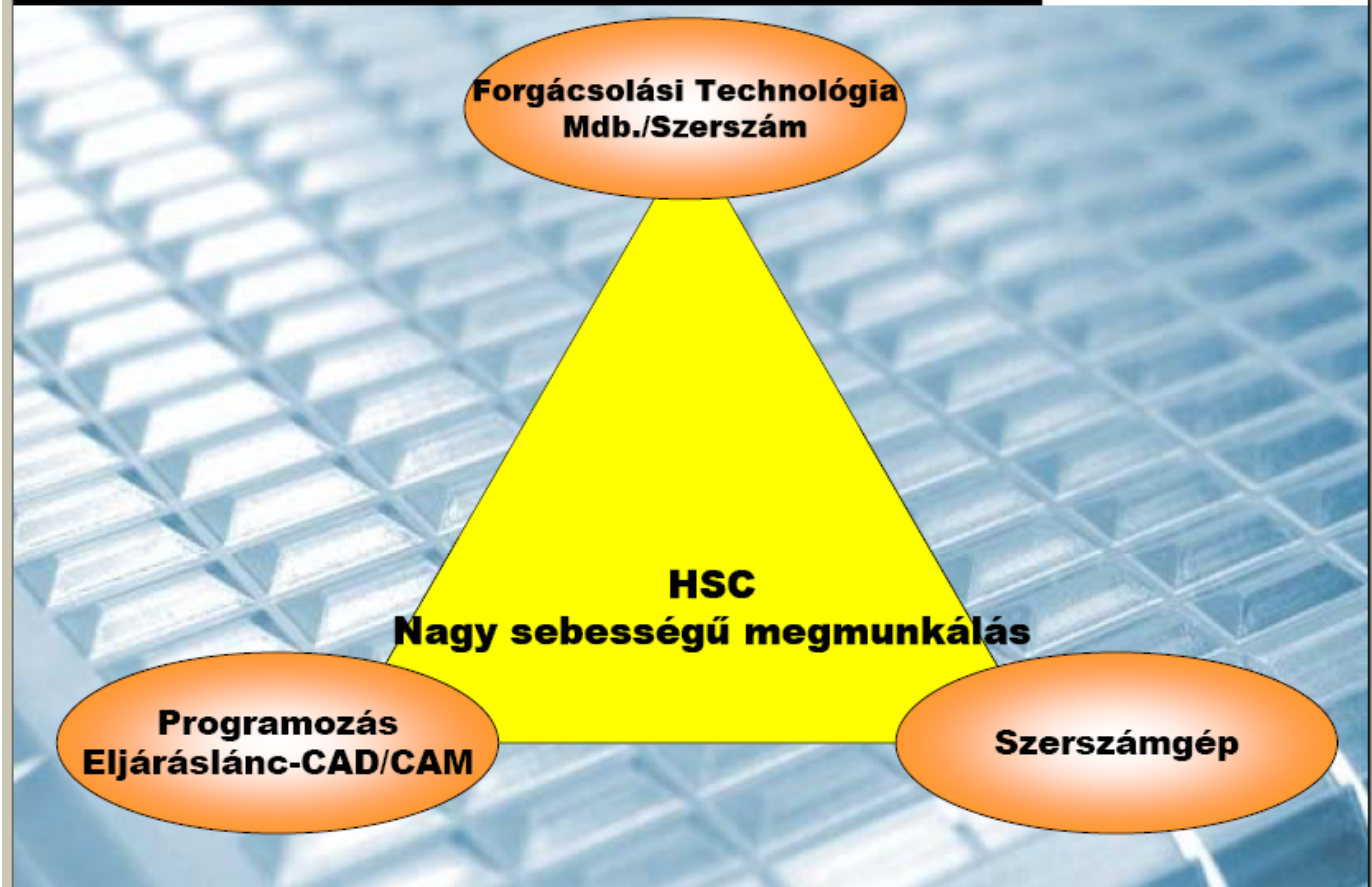 Forgácsolási Technológia
Mdb./Szerszám
HSC
Nagy sebességű megmunkálás
Programozás
Eljáráslánc-CAD/CAM
Szerszámgép